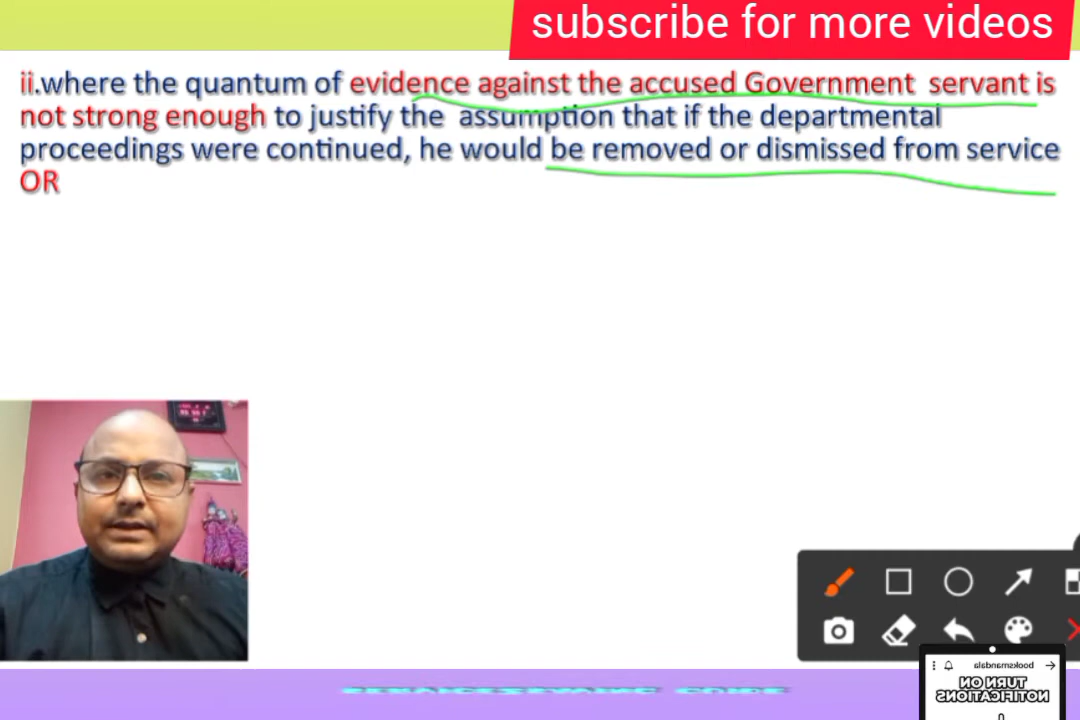 subscribe for more videos
ii.where the quantum of evidence against the accused Government servant is
not strong enough to justify the assumption that if the departmental
proceedings were continued, he would be removed or dismissed from service
OR
booksmandala
TURN ON
NOTIFICATIONS